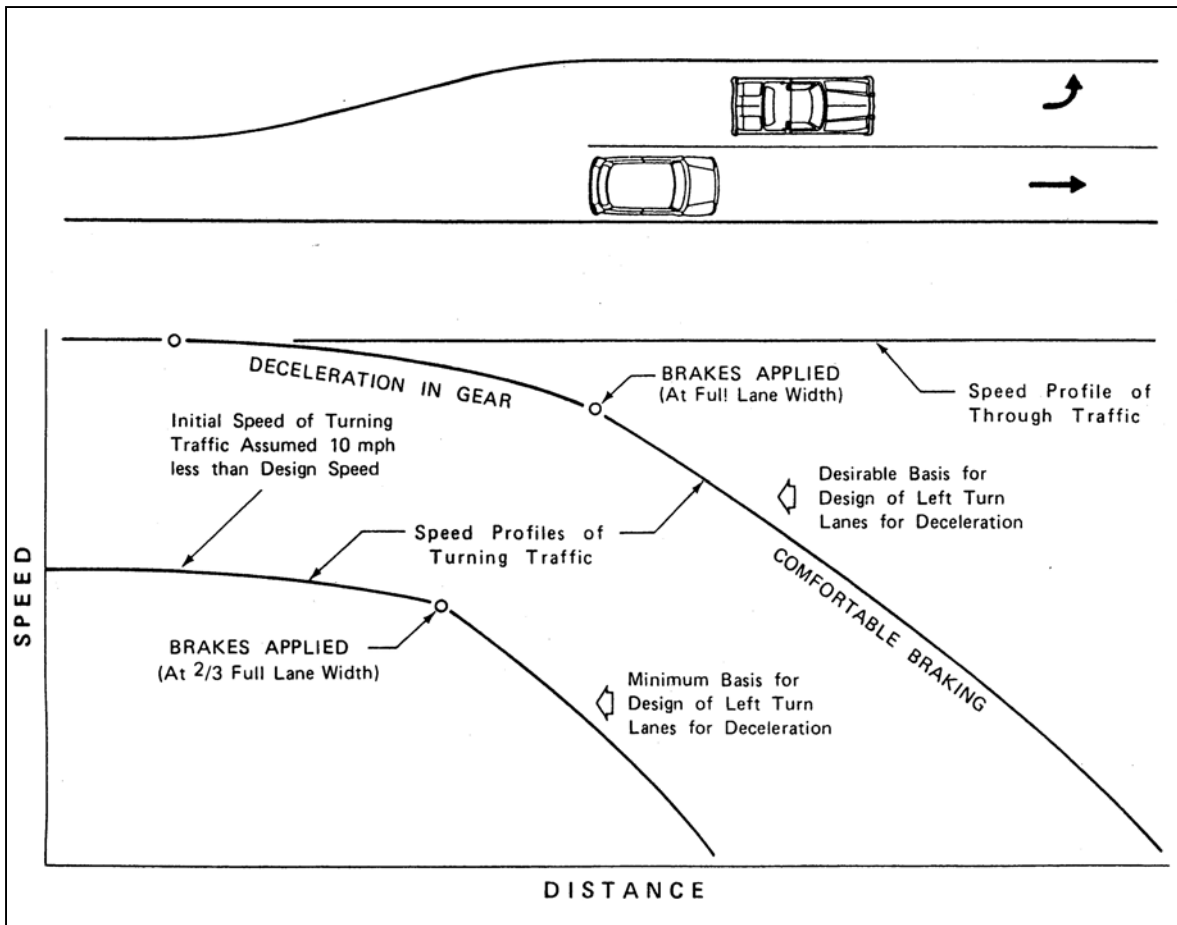 DECELERATION IN GEAR
BRAKES APPLIED
(At Full Lane Width)
Speed Profile of
Through Traffic
Initial Speed of Turning
Traffic Assumed 10 mph
less than Design Speed
Desirable Basis for
Design of Left Turn
Lanes for Deceleration
Speed Profiles of
Turning Traffic
COMFORTABLE BRAKING
SPEED
BRAKES APPLIED
(At 2/3 Full Lane Width)
Minimum Basis for
Design of Left Turn
Lanes for Deceleration
DISTANCE